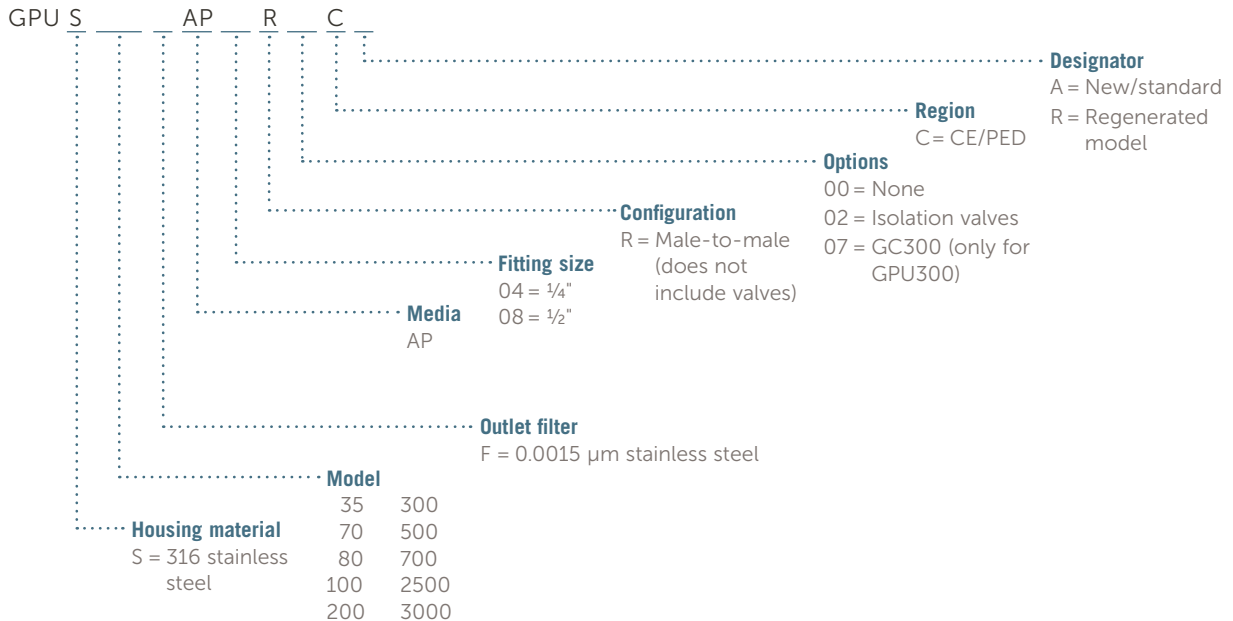 GPU S AP R C
Designator
A = New/standard
R = Regenerated
model
Region
C= CE/PED
Options
00 = None
02 = Isolation valves
07 = GC300 (only for
GPU300)
Configuration
R = Male-to-male
(does not
include valves)
Fitting size
04 = ¼"
08 = ½"
Media
AP
Outlet filter
F = 0.0015 µm stainless steel
Model
35 300
70 500
80 700
100 2500
200 3000
Housing material
S = 316 stainless
steel